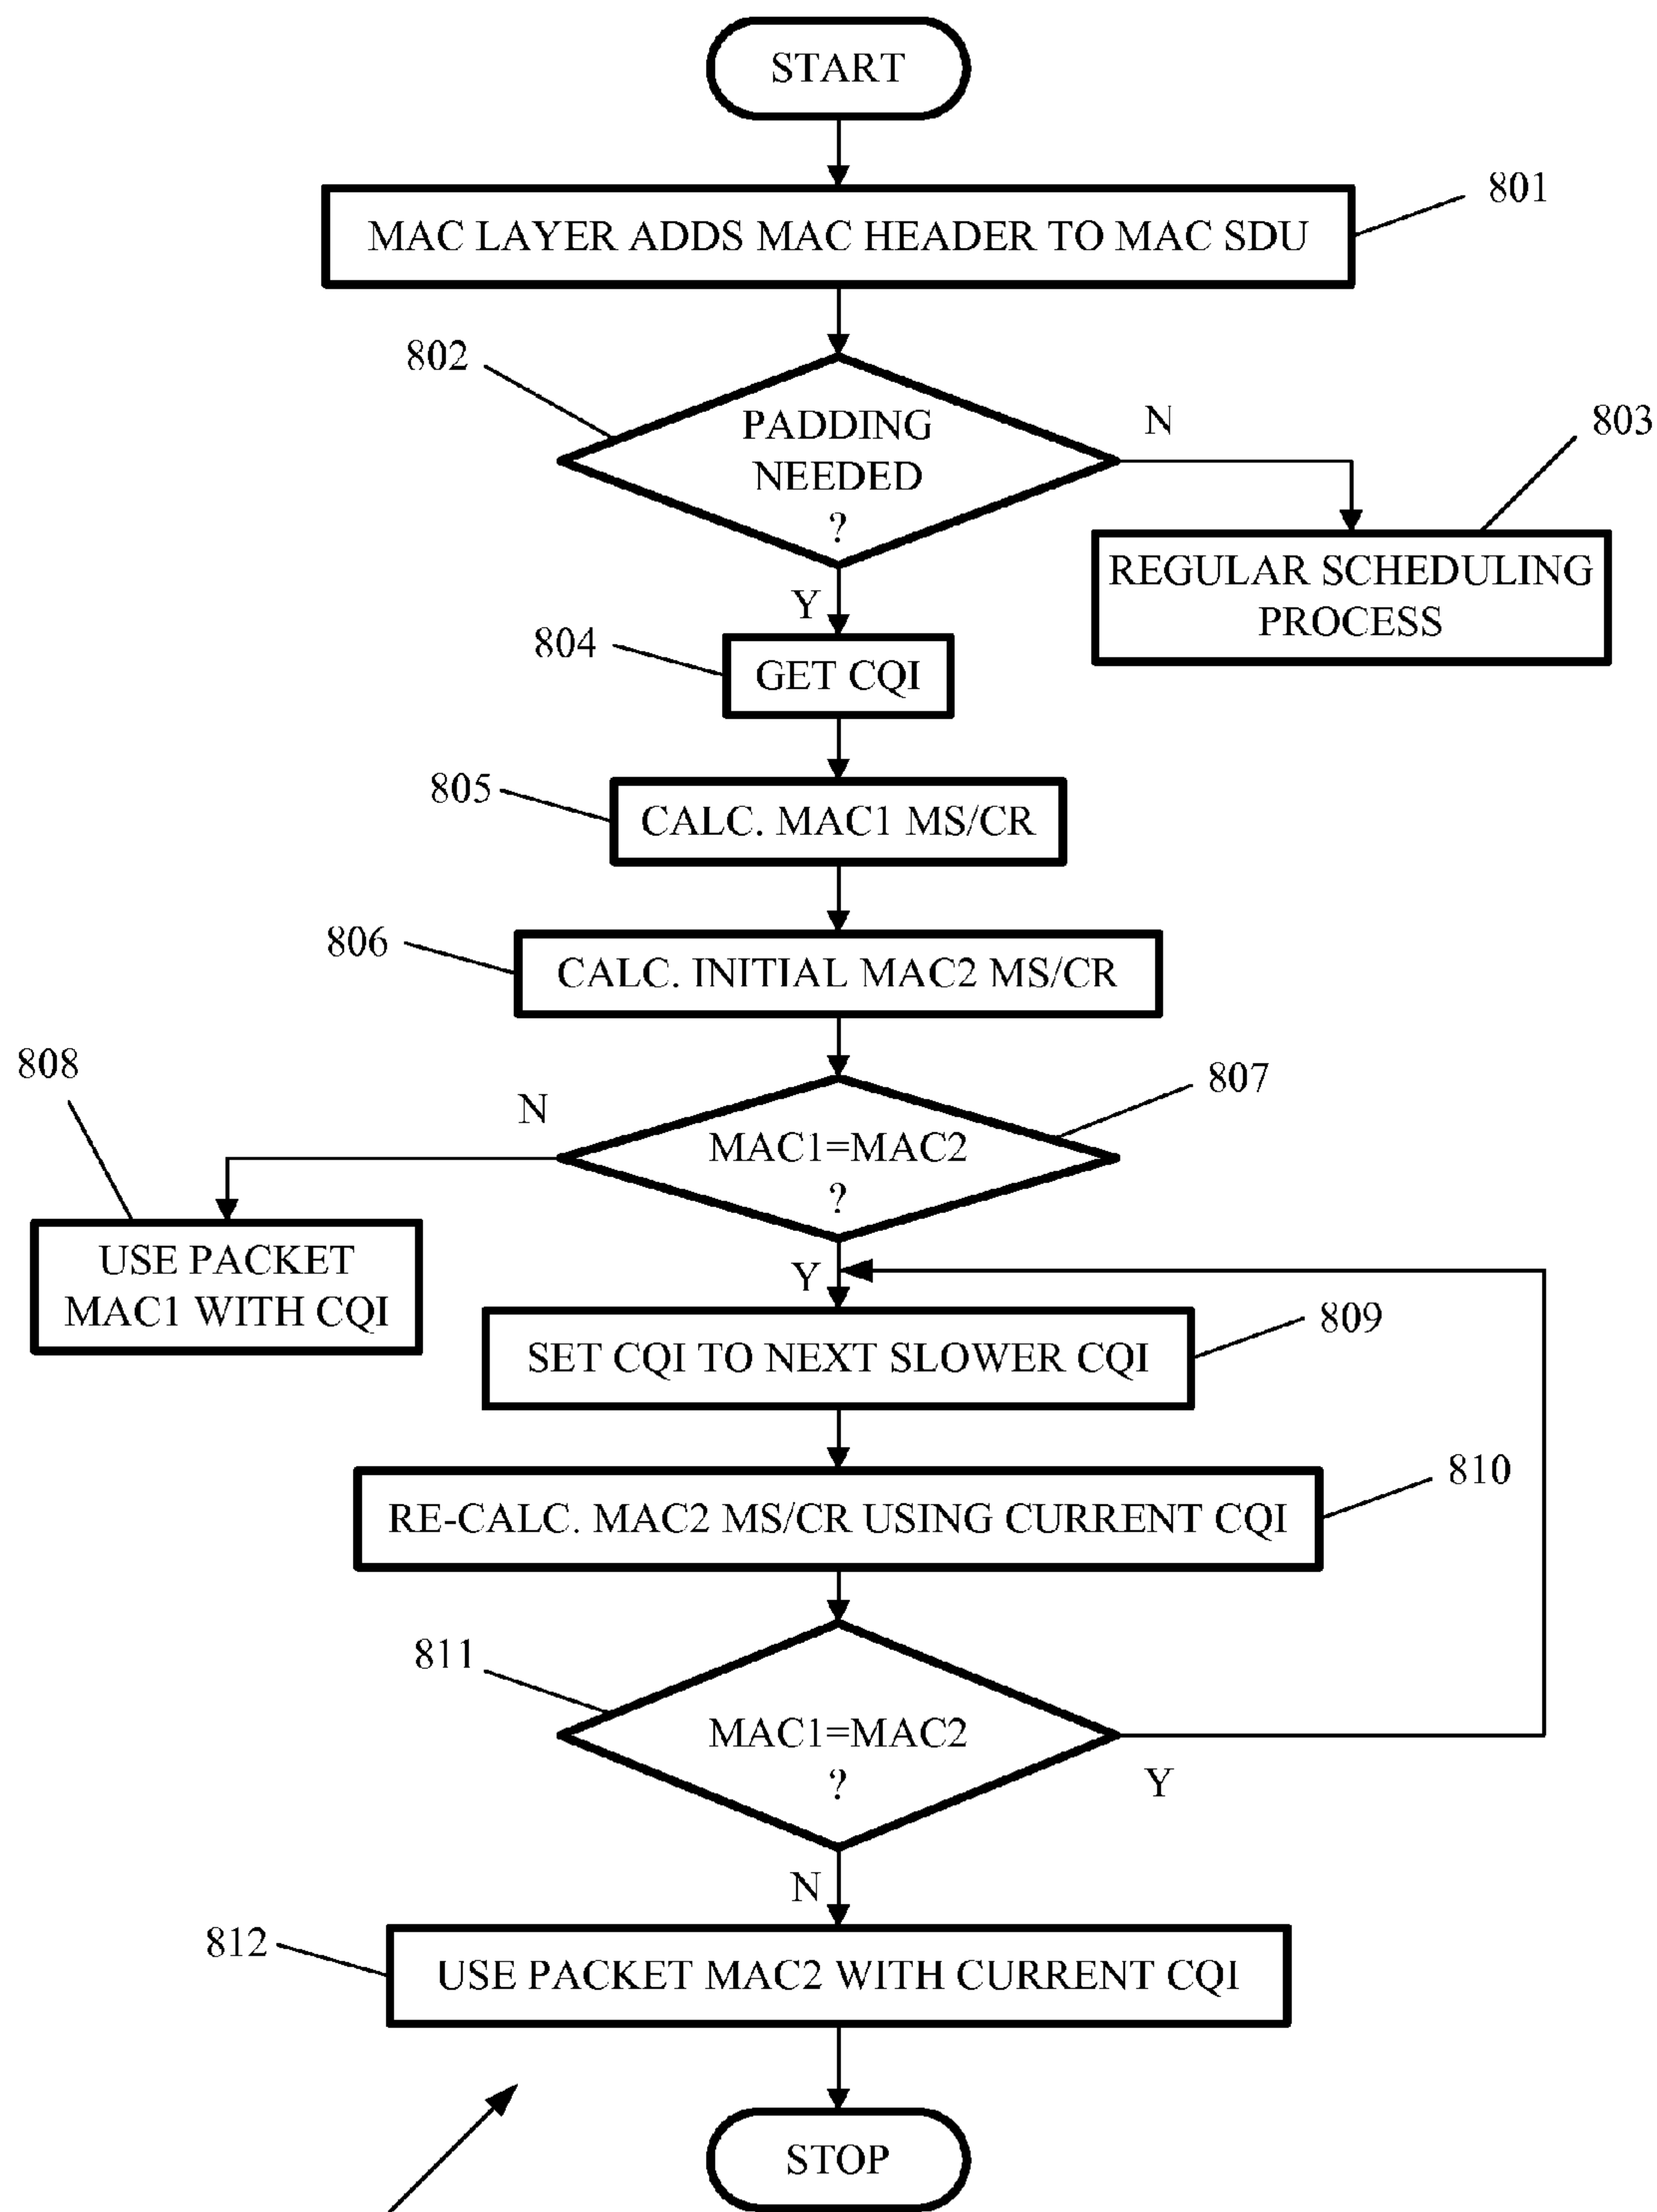 START
801
MAC LAYER ADDS MAC HEADER TO MAC SDU
802
PADDING
NEEDED
?
N
803
REGULAR SCHEDULING
PROCESS
Y
804
GET CQI
805
CALC. MAC1 MS/CR
806
CALC. INITIAL MAC2 MS/CR
808
807
N
MAC1=MAC2
?
USE PACKET
MAC1 WITH CQI
Y
809
SET CQI TO NEXT SLOWER CQI
810
RE-CALC. MAC2 MS/CR USING CURRENT CQI
811
MAC1=MAC2
?
Y
N
812
USE PACKET MAC2 WITH CURRENT CQI
STOP